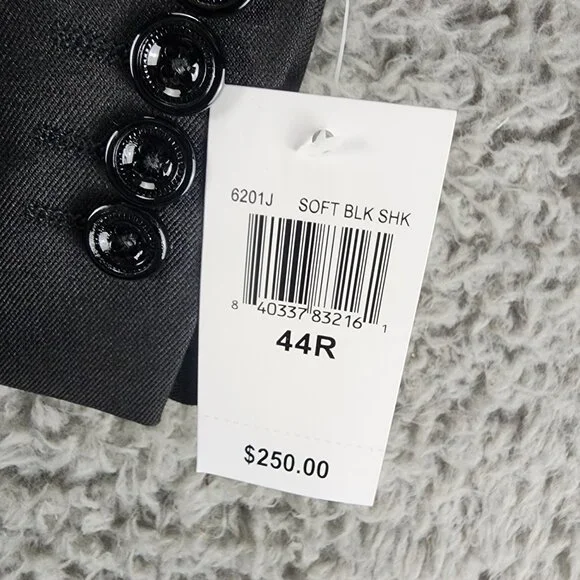 6201J SOFT BLK SHK
8 40337 83216 1
44R
$250.00